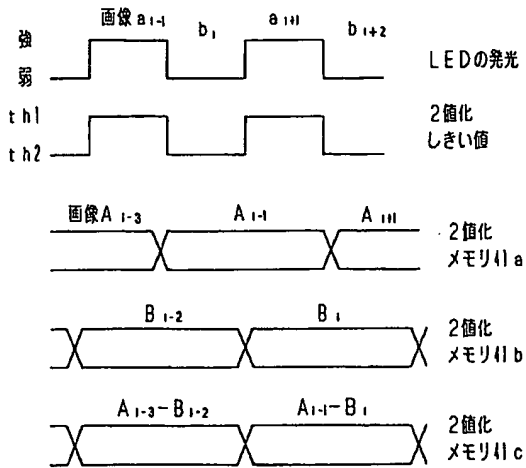 画像a i-1 b i a i+1 b i+2
強
弱
LEDの発光
th1
th2
2値化
しきい値
画像A i-3 A i-1 A i+1
2値化
メモリ41a
B i-2 B i
2値化
メモリ41b
A i-3-B i-2 A i-1-B i
2値化
メモリ41c